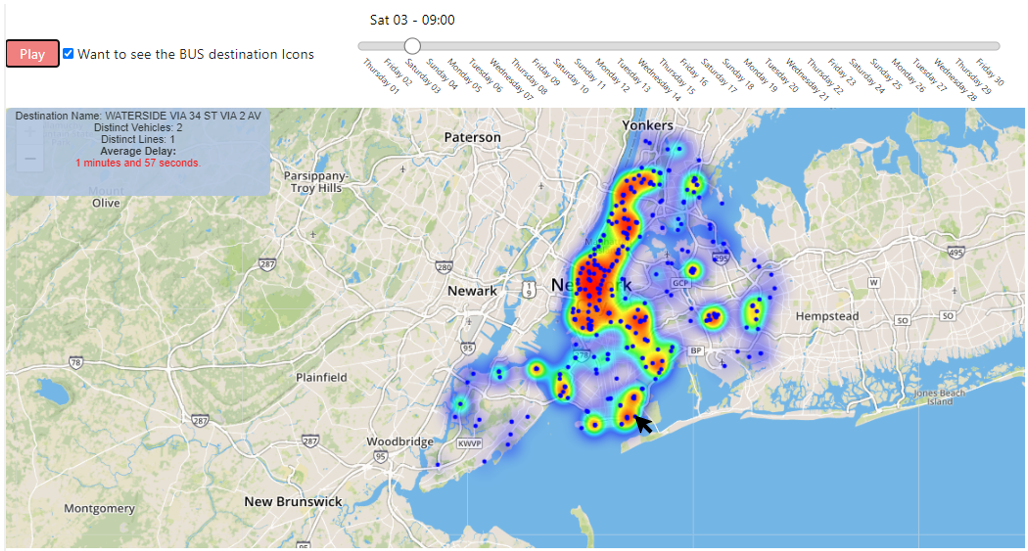 Sat 03 - 09:00
Play
Want to see the BUS destination Icons
Thursday 01
Friday 02
Saturday 03
Sunday 04
Monday 05
Tuesday 06
Wednesday 07
Thursday 08
Friday 09
Saturday 10
Sunday 11
Monday 12
Tuesday 13
Wednesday 14
Thursday 15
Friday 16
Saturday 17
Sunday 18
Monday 19
Tuesday 20
Wednesday 21
Thursday 22
Friday 23
Saturday 24
Sunday 25
Monday 26
Tuesday 27
Wednesday 28
Thursday 29
Friday 30
Destination Name: WATERSIDE VIA 34 ST VIA 2 AV
Distinct Vehicles: 2
Distinct Lines: 1
Average Delay:
1 minutes and 57 seconds.
Yonkers
Paterson
Parsippany-
Troy Hills
Mount
Olive
495
287
280
295
GCP
W
Newark
1
9
Hempstead
SO
SO
95
BP
78
Plainfield
Jones Beach
Island
287
287
Woodbridge
KWVP
95
New Brunswick
Montgomery
95